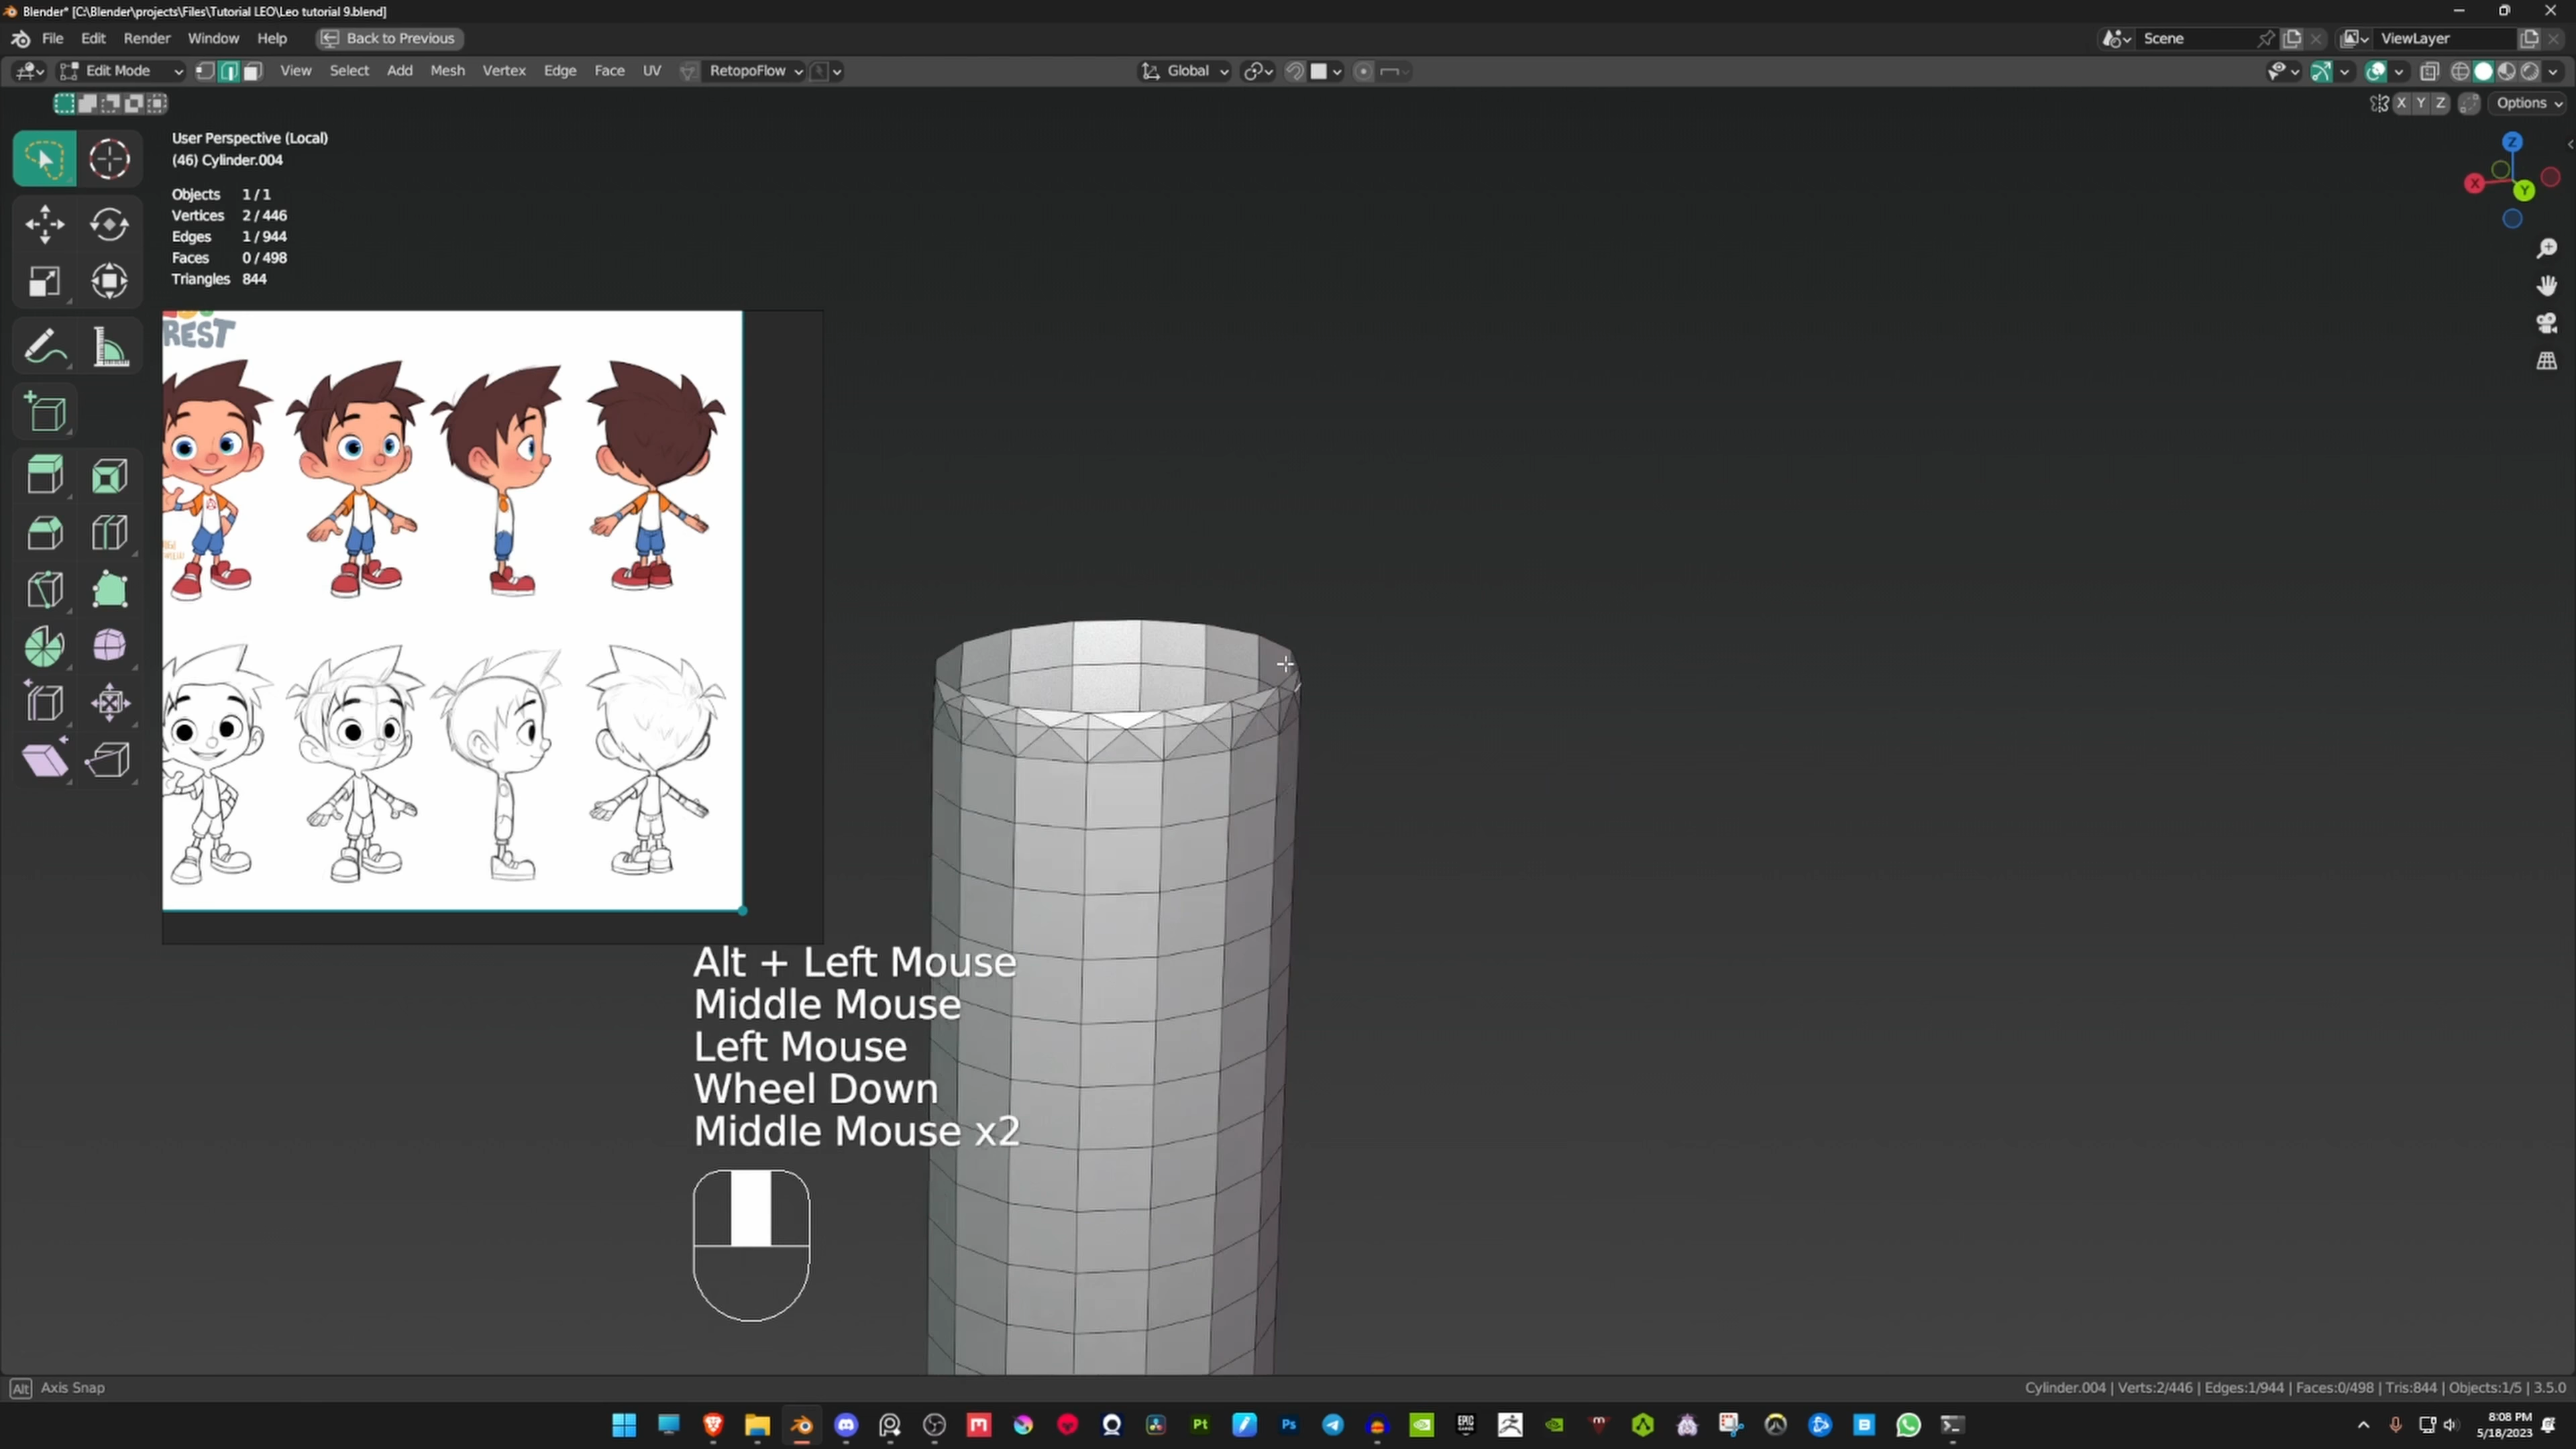 Blender* [C:\Blender\projects\Files\Tutorial LEO\Leo tutorial 9.blend]
File Edit Render Window Help Back to Previous
Scene ViewLayer
Edit Mode View Select Add Mesh Vertex Edge Face UV RetopoFlow Global
X Y Z Options
User Perspective (Local)
(46) Cylinder.004
Objects 1 / 1
Vertices 2 / 446
Edges 1 / 944
Faces 0 / 498
Triangles 844
Z
X
Y
REST
Alt + Left Mouse
Middle Mouse
Left Mouse
Wheel Down
Middle Mouse x2
Alt Axis Snap
Cylinder.004 | Verts:2/446 | Edges:1/944 | Faces:0/498 | Tris:844 | Objects:1/5 | 3.5.0
Pt Ps EPIC GAMES
8:08 PM
5/18/2023